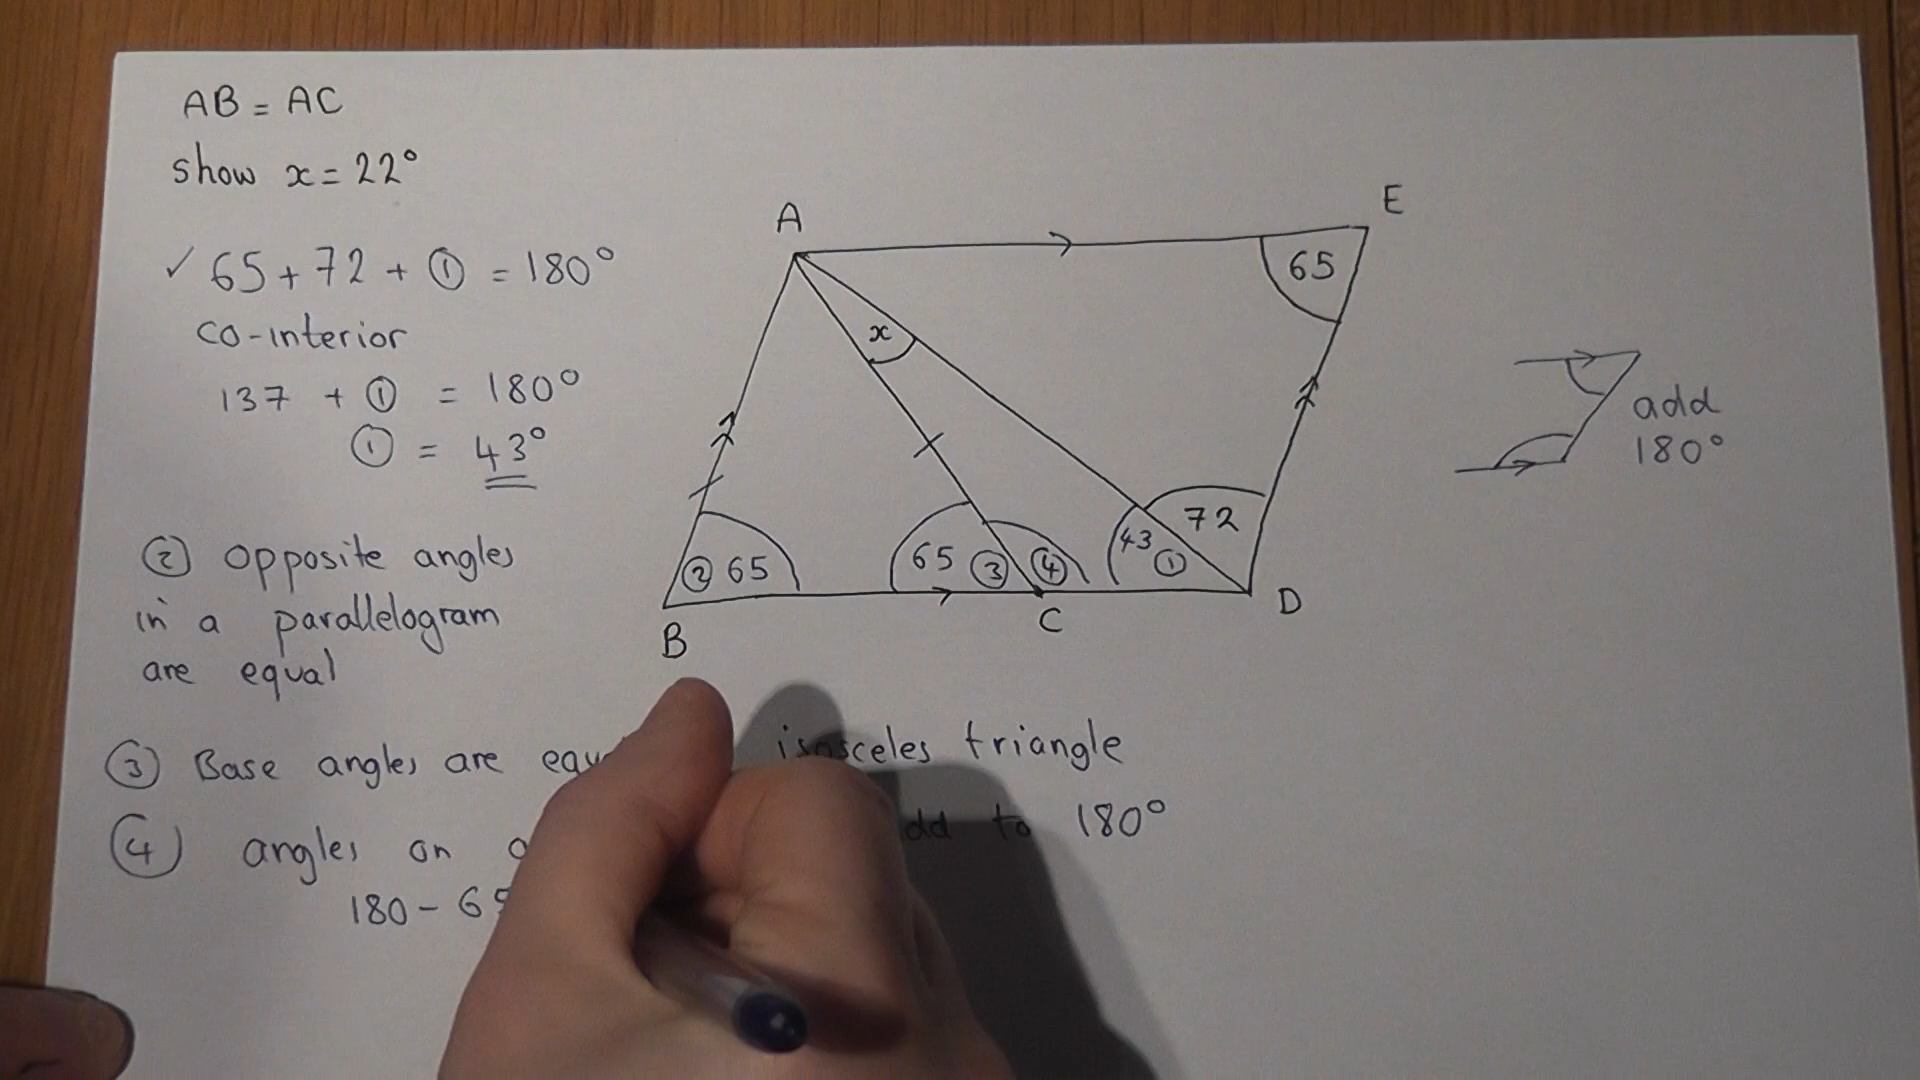 AB = AC
show x = 22°
✓ 65 + 72 + ① = 180°
co-interior
137 + ① = 180°
① = 43°
② opposite angles
in a parallelogram
are equal
③ Base angles are isosceles triangle
④ angles on to 180°
180 - 6
A
E
65
x
72
43
①
② 65
65 ③
④
B
C
D
add
180°